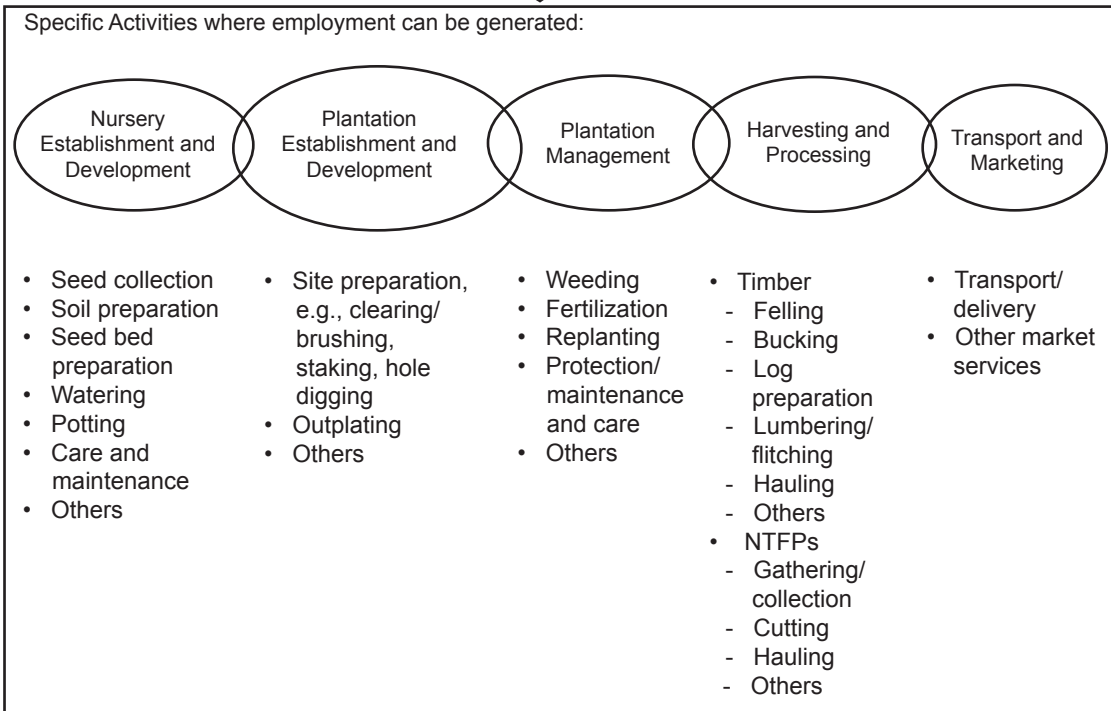 Specific Activities where employment can be generated:
Nursery
Establishment and
Development
Plantation
Establishment and
Development
Plantation
Management
Harvesting and
Processing
Transport and
Marketing
• Seed collection
• Soil preparation
• Seed bed
preparation
• Watering
• Potting
• Care and
maintenance
• Others
• Site preparation,
e.g., clearing/
brushing,
staking, hole
digging
• Outplating
• Others
• Weeding
• Fertilization
• Replanting
• Protection/
maintenance
and care
• Others
• Timber
- Felling
- Bucking
- Log
preparation
- Lumbering/
flitching
- Hauling
- Others
• NTFPs
- Gathering/
collection
- Cutting
- Hauling
- Others
• Transport/
delivery
• Other market
services